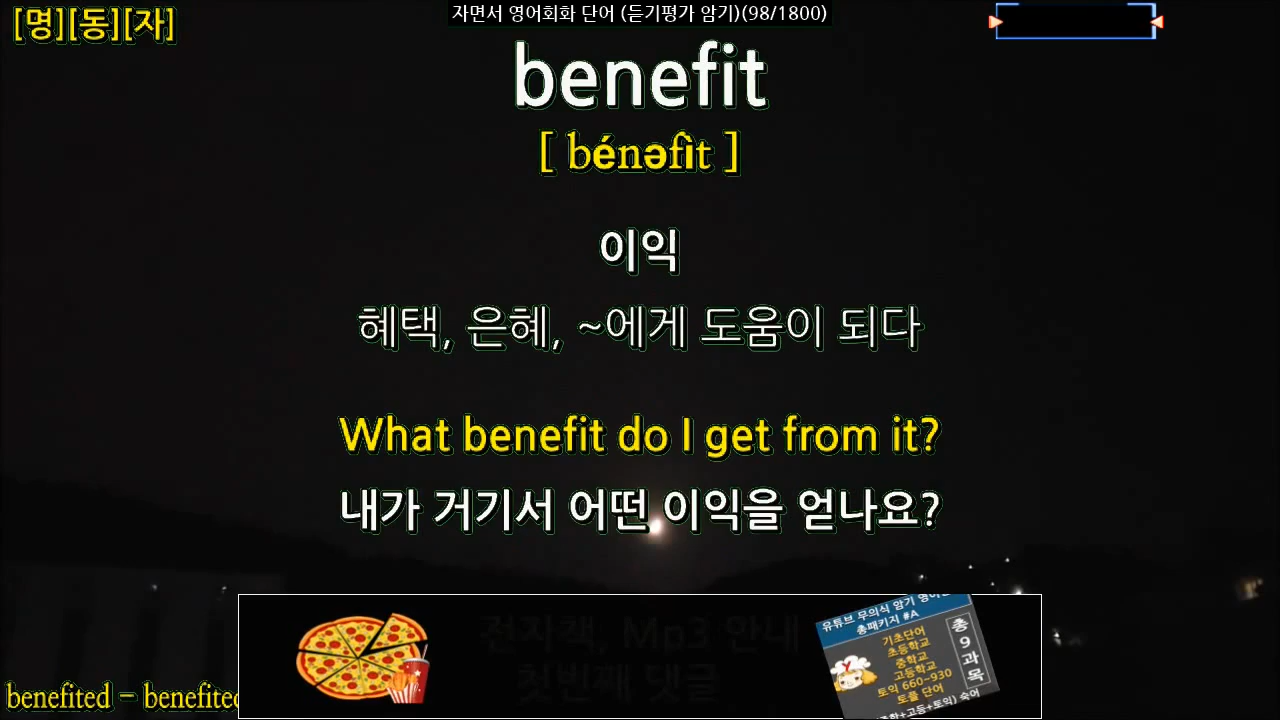 [명][동][자]
자면서 영어회화 단어 (듣기평가 암기)(98/1800)
benefit
[ bénəfìt ]
이익
혜택, 은혜, ~에게 도움이 되다
What benefit do I get from it?
내가 거기서 어떤 이익을 얻나요?
전자책, Mp3 안내
첫번째 댓글
유튜브 무의식 암기
총패키지 #A
기초단어
초등학교
중학교
고등학교
토익 660~930
토플 단어
총9과목
benefited - benefited